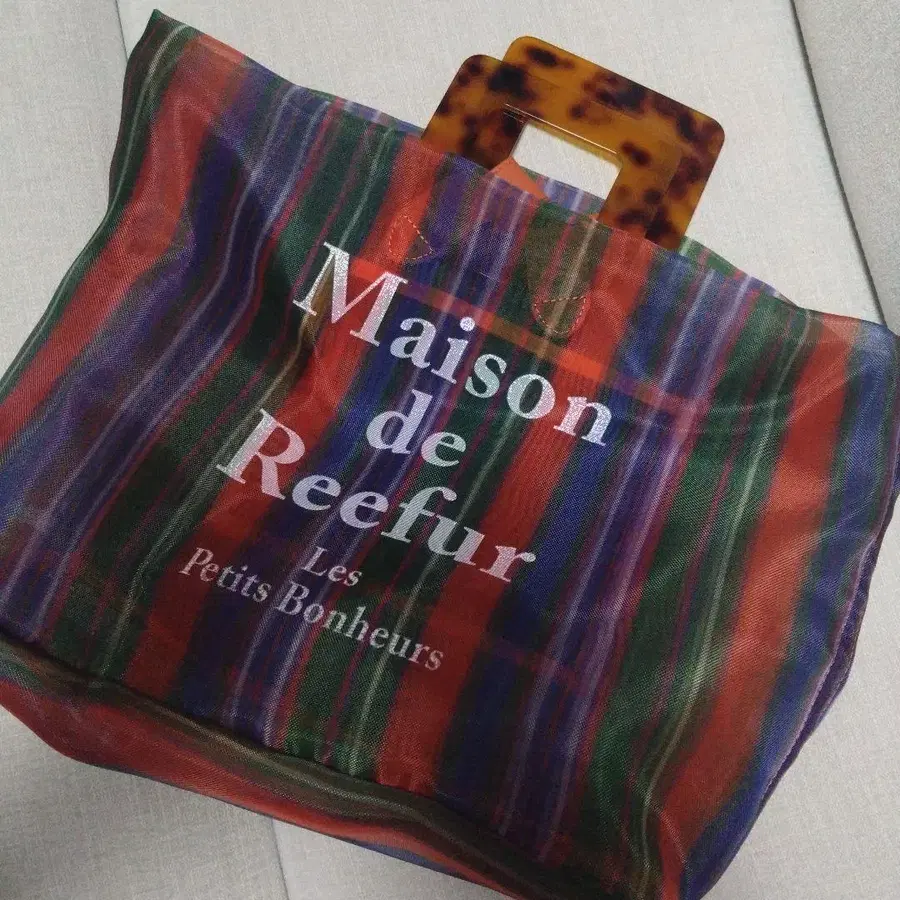 Maison
de
Reefur
Les
Petits Bonheurs